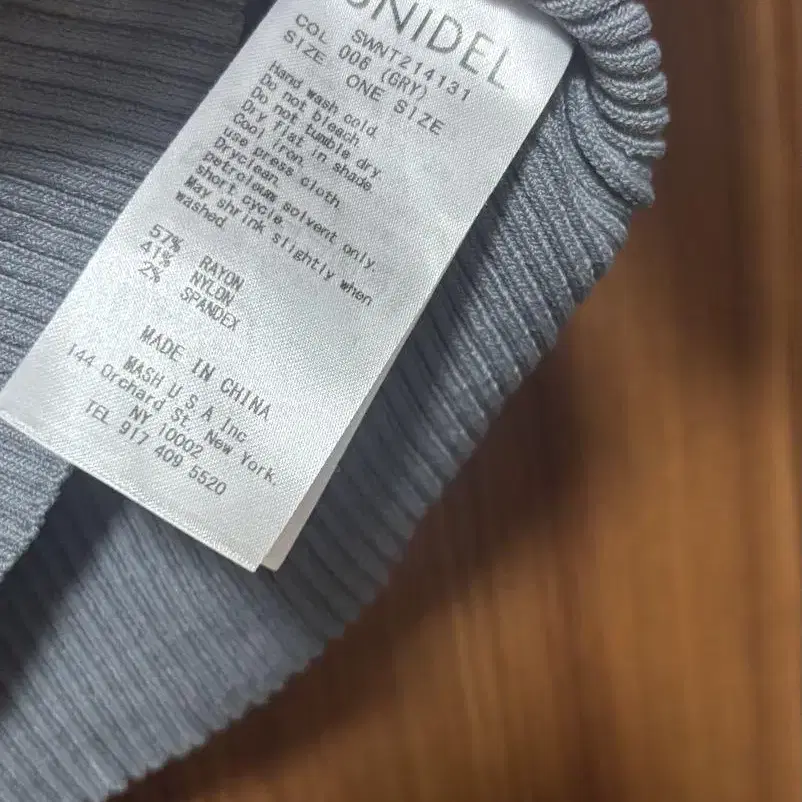 SNIDEL
SWNT214131
COL 006 (GRY)
SIZE ONE SIZE
Hand wash cold.
Do not bleach.
Do not tumble dry.
Dry flat in shade.
Cool iron.
use press cloth.
Dryclean.
petroleum solvent only.
short cycle.
May shrink slightly when
washed.
57% RAYON
41% NYLON
2% SPANDEX
MADE IN CHINA
MASH U S A Inc
144 Orchard St, New York.
NY 10002
TEL 917 409 5520